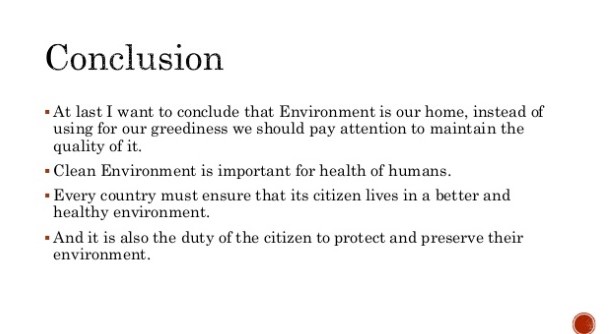 Conclusion
▪ At last I want to conclude that Environment is our home, instead of
using for our greediness we should pay attention to maintain the
quality of it.
▪ Clean Environment is important for health of humans.
▪ Every country must ensure that its citizen lives in a better and
healthy environment.
▪ And it is also the duty of the citizen to protect and preserve their
environment.